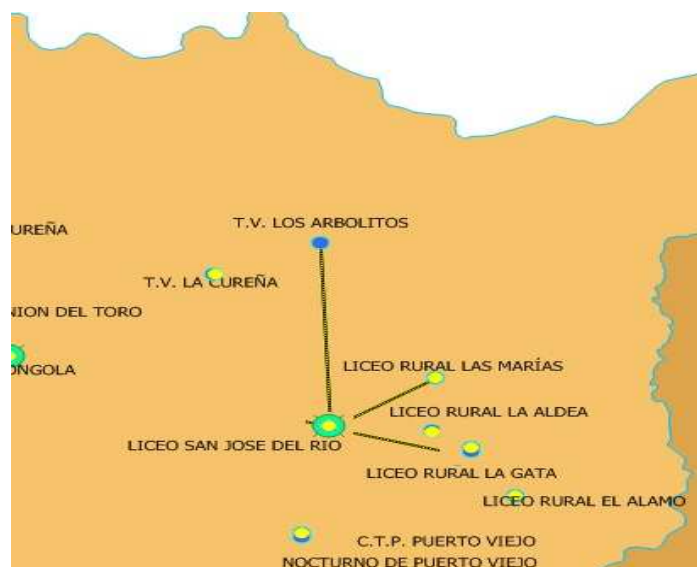 T.V. LOS ARBOLITOS
UREÑA
T.V. LA CUREÑA
NION DEL TORO
LICEO RURAL LAS MARÍAS
ONGOLA
LICEO RURAL LA ALDEA
LICEO SAN JOSE DEL RIO
LICEO RURAL LA GATA
LICEO RURAL EL ALAMO
C.T.P. PUERTO VIEJO
NOCTURNO DE PUERTO VIEJO